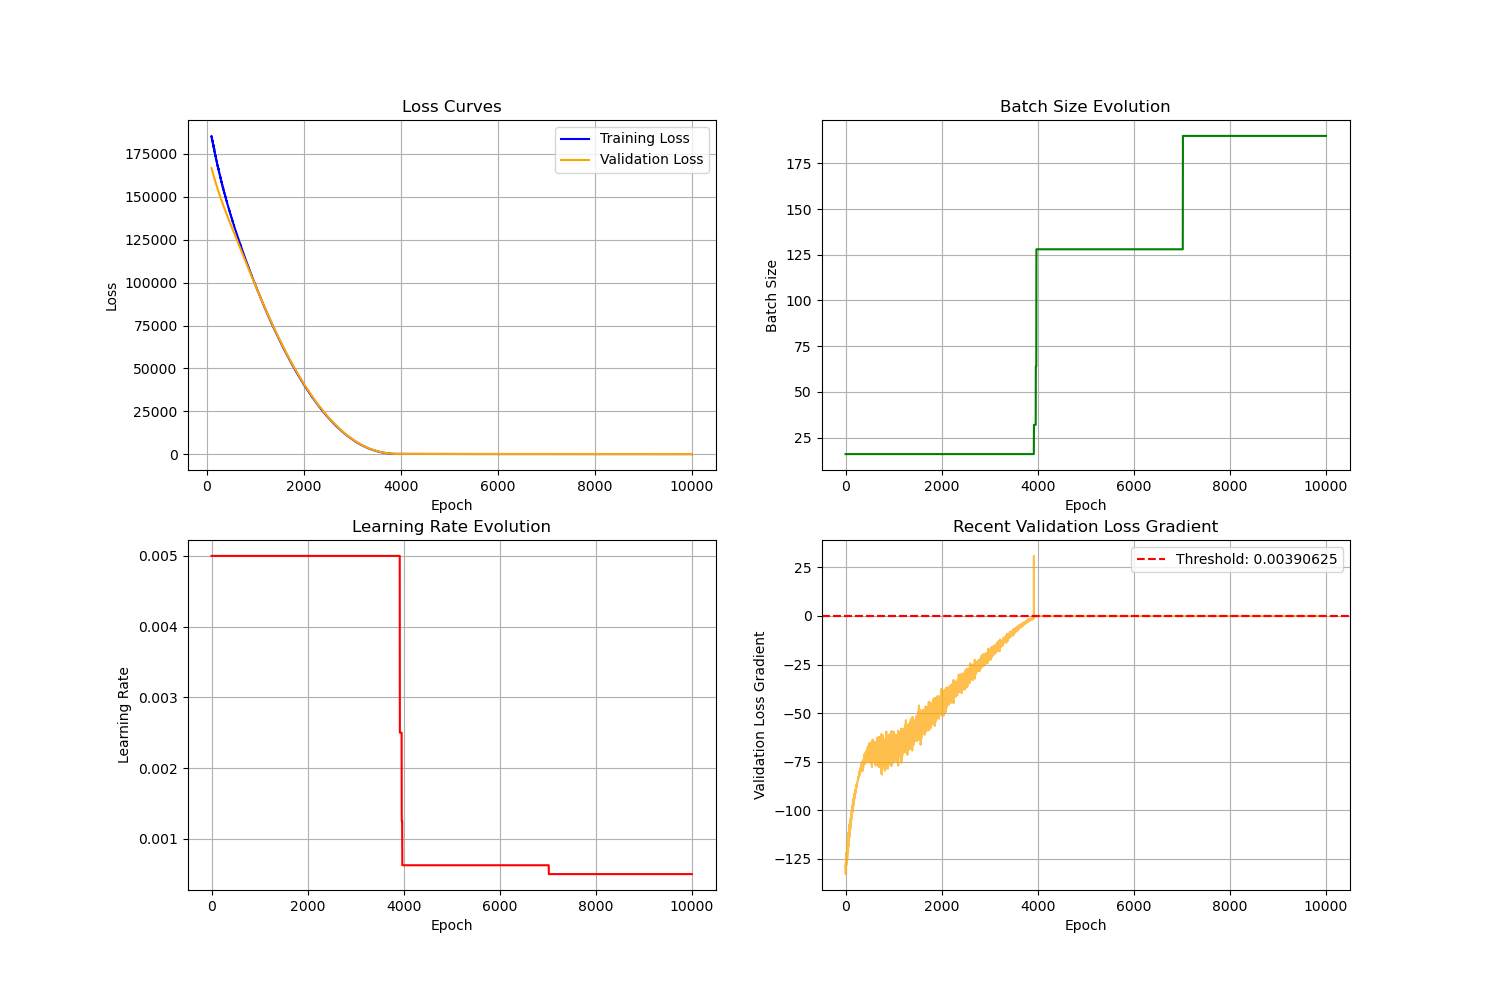 Loss Curves
Training Loss
Validation Loss
175000
150000
125000
100000
75000
50000
25000
0
Loss
0 2000 4000 6000 8000 10000
Epoch
Batch Size Evolution
175
150
125
100
75
50
25
Batch Size
0 2000 4000 6000 8000 10000
Epoch
Learning Rate Evolution
0.005
0.004
0.003
0.002
0.001
Learning Rate
0 2000 4000 6000 8000 10000
Epoch
Recent Validation Loss Gradient
Threshold: 0.00390625
25
0
−25
−50
−75
−100
−125
Validation Loss Gradient
0 2000 4000 6000 8000 10000
Epoch